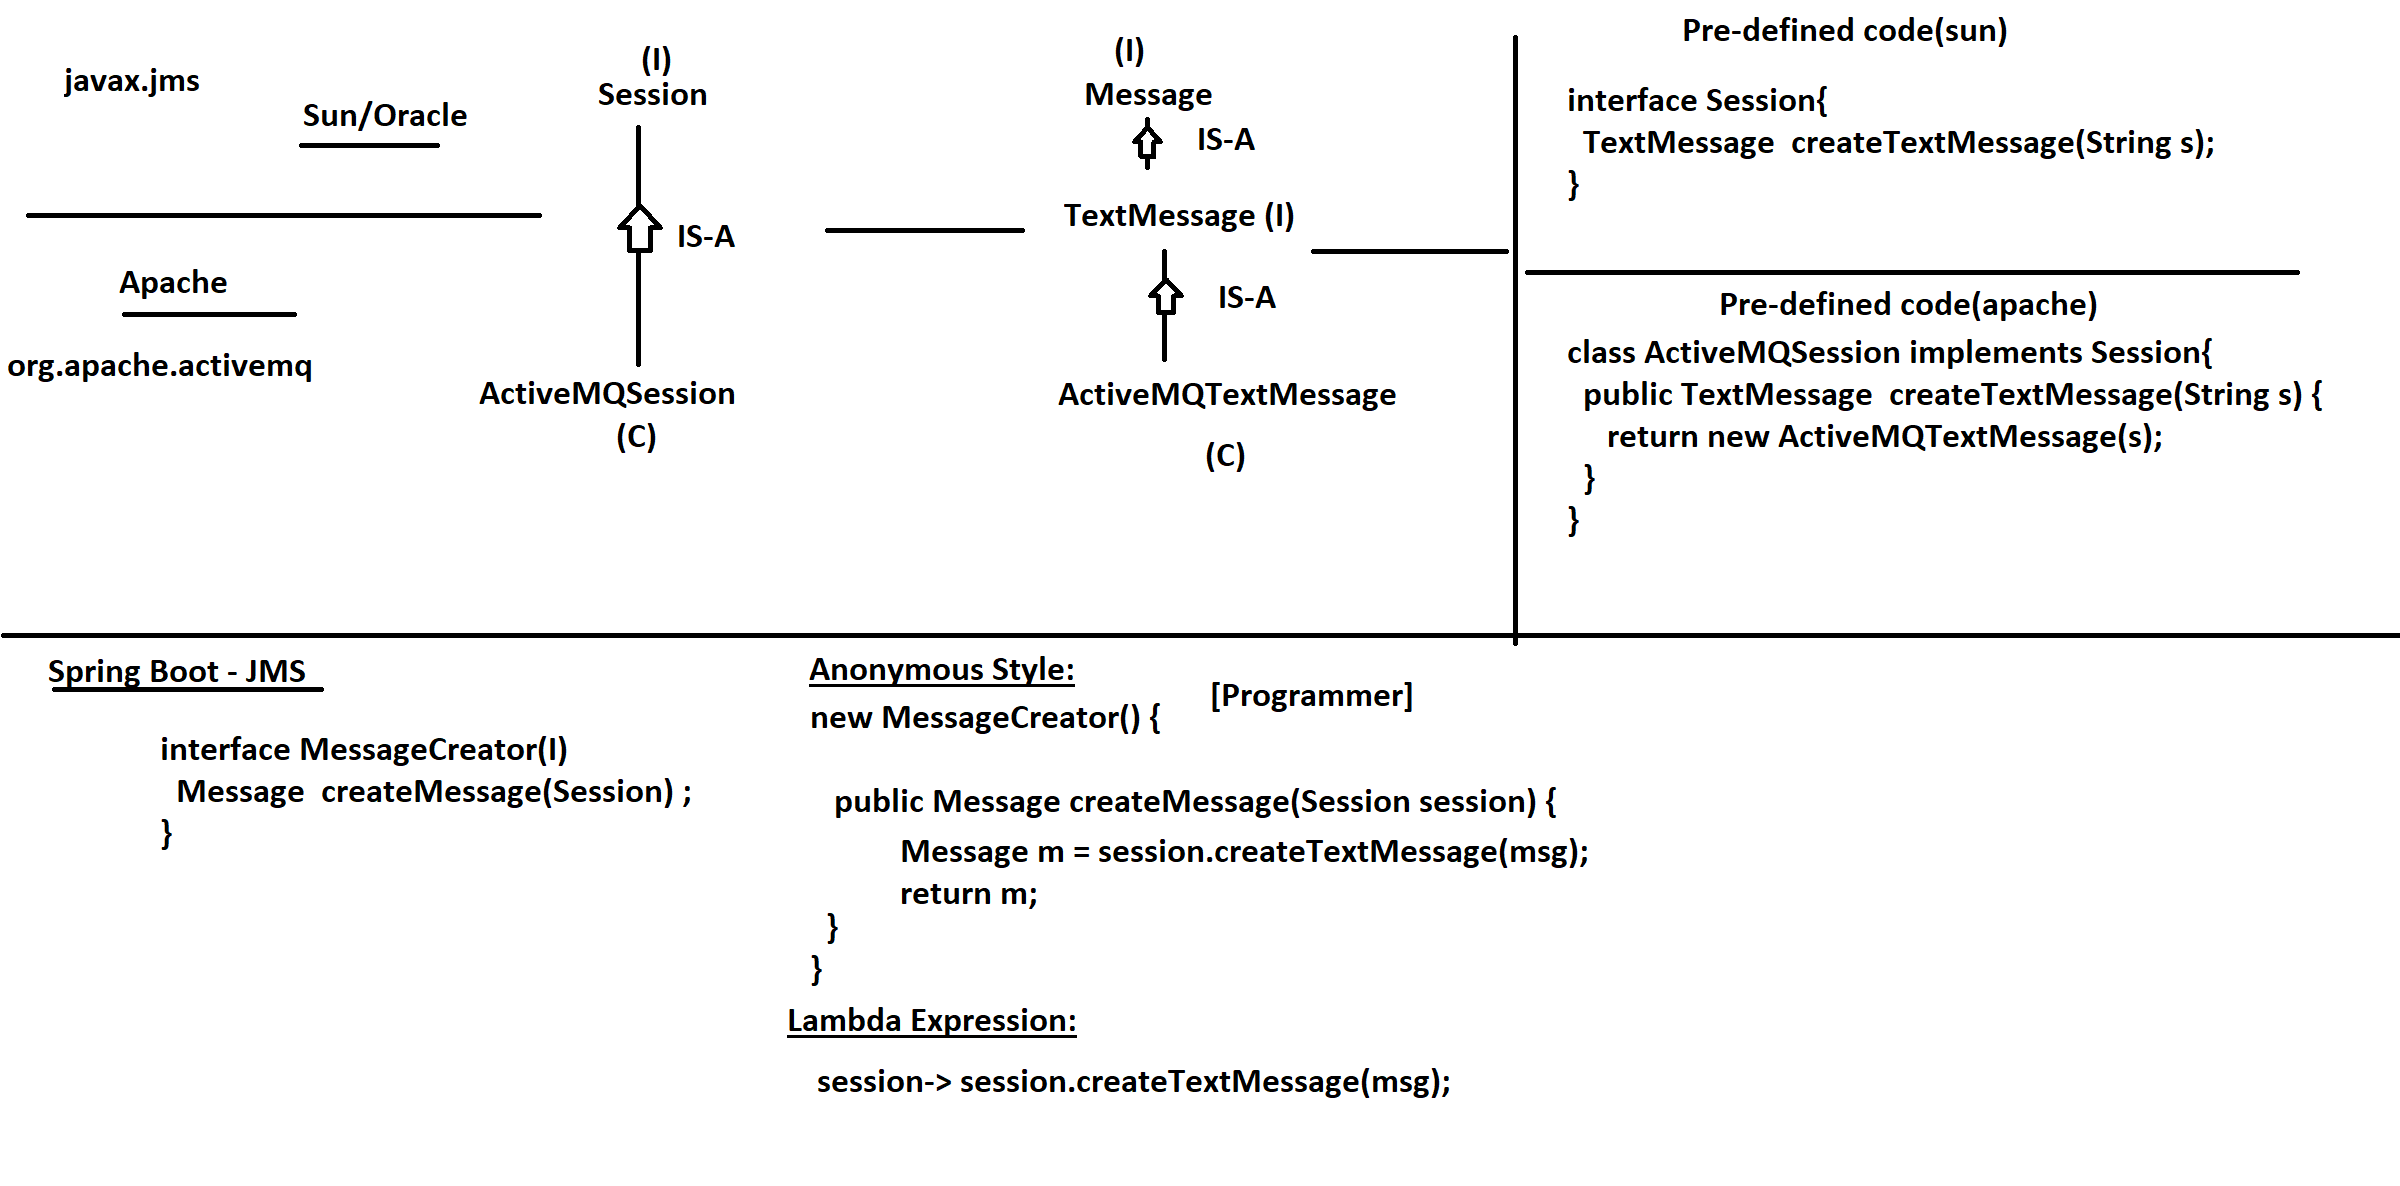 javax.jms
Sun/Oracle
Apache
org.apache.activemq
(I)
Session
IS-A
ActiveMQSession
(C)
(I)
Message
IS-A
TextMessage (I)
IS-A
ActiveMQTextMessage
(C)
Pre-defined code(sun)
interface Session{
TextMessage  createTextMessage(String s);
}
Pre-defined code(apache)
class ActiveMQSession implements Session{
public TextMessage  createTextMessage(String s) {
return new ActiveMQTextMessage(s);
}
}
Spring Boot - JMS
interface MessageCreator(I)
Message  createMessage(Session) ;
}
Anonymous Style:
[Programmer]
new MessageCreator() {
public Message createMessage(Session session) {
Message m = session.createTextMessage(msg);
return m;
}
}
Lambda Expression:
session-> session.createTextMessage(msg);